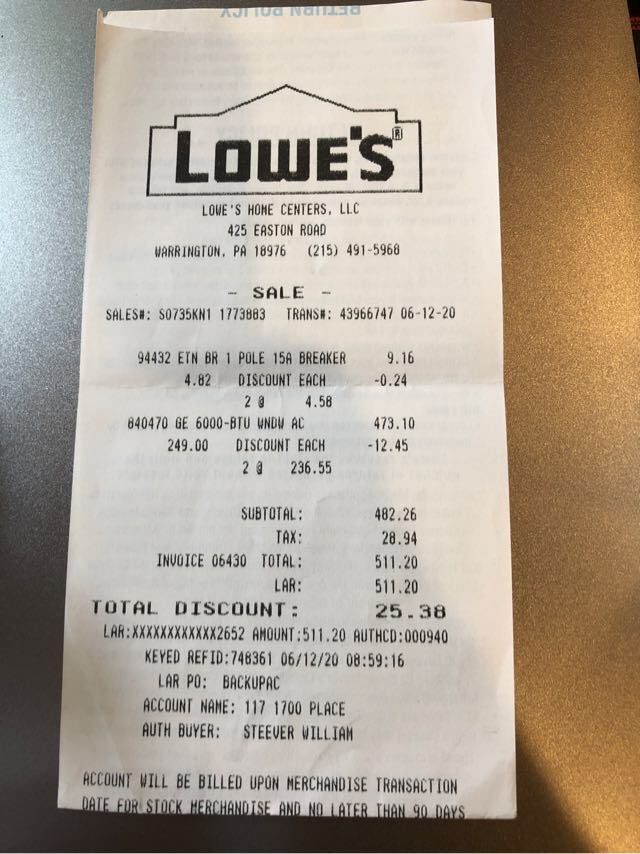 RETURN POLICY
LOWE'S®
LOWE'S HOME CENTERS, LLC
425 EASTON ROAD
WARRINGTON, PA 18976 (215) 491-5968
- SALE -
SALES#: S0735KN1 1773883 TRANS#: 43966747 06-12-20
94432 ETN BR 1 POLE 15A BREAKER 9.16
4.82 DISCOUNT EACH -0.24
2 @ 4.58
840470 GE 6000-BTU WNDW AC 473.10
249.00 DISCOUNT EACH -12.45
2 @ 236.55
SUBTOTAL: 482.26
TAX: 28.94
INVOICE 06430 TOTAL: 511.20
LAR: 511.20
TOTAL DISCOUNT: 25.38
LAR:XXXXXXXXXXXX2652 AMOUNT:511.20 AUTHCD:000940
KEYED REFID:748361 06/12/20 08:59:16
LAR PO: BACKUPAC
ACCOUNT NAME: 117 1700 PLACE
AUTH BUYER: STEEVER WILLIAM
ACCOUNT WILL BE BILLED UPON MERCHANDISE TRANSACTION
DATE FOR STOCK MERCHANDISE AND NO LATER THAN 90 DAYS